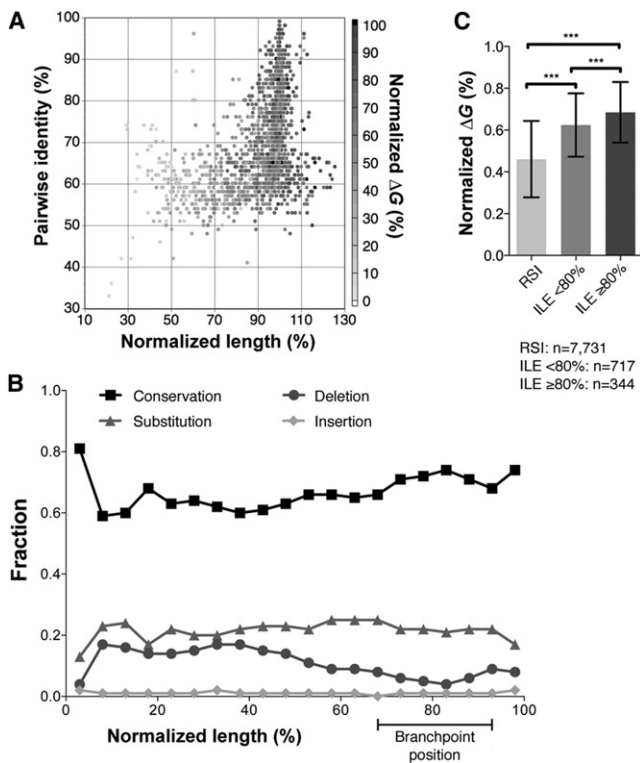 A
Pairwise identity (%)
100
90
80
70
60
50
40
30
10 30 50 70 90 110 130
Normalized length (%)
100
90
80
70
60
50
40
30
20
10
0
Normalized ΔG (%)
C
Normalized ΔG (%)
1.0
0.8
0.6
0.4
0.2
0.0
***
***
***
RSI
ILE <80%
ILE ≥80%
RSI: n=7,731
ILE <80%: n=717
ILE ≥80%: n=344
B
Conservation
Deletion
Substitution
Insertion
Fraction
1.0
0.8
0.6
0.4
0.2
0.0
0 20 40 60 80 100
Normalized length (%)
Branchpoint
position